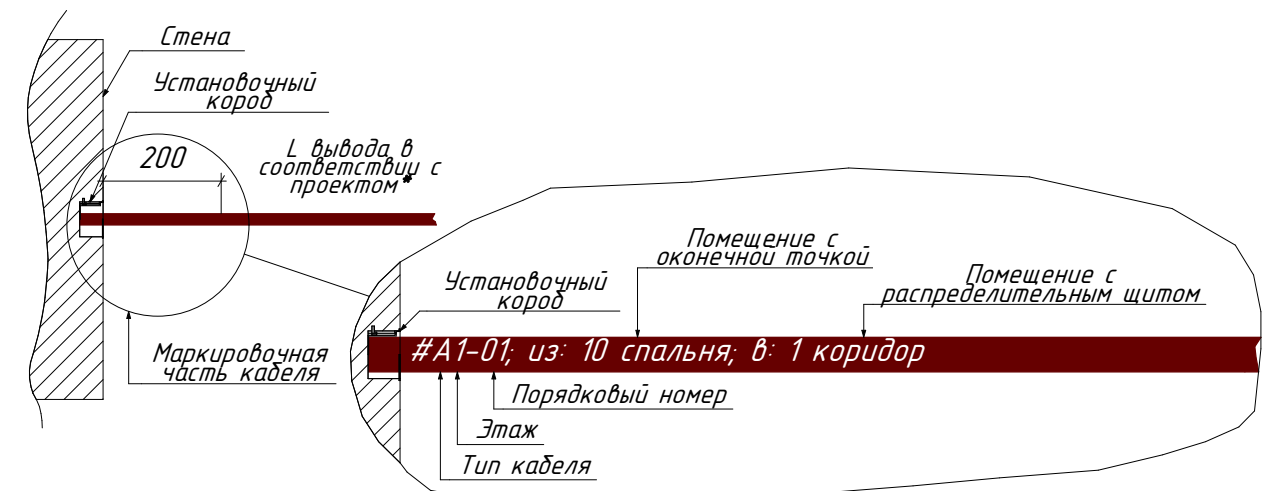 Стена
Установочный
короб
200
L вывода в
соответствии с
проектом*
Маркировочная
часть кабеля
Помещение с
оконечной точкой
Помещение с
распределительным щитом
Установочный
короб
#А1-01; из: 10 спальня; в: 1 коридор
Порядковый номер
Этаж
Тип кабеля